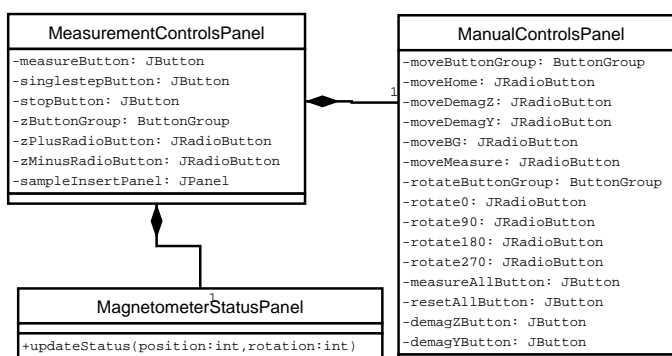 MeasurementControlsPanel
-measureButton: JButton
-singlestepButton: JButton
-stopButton: JButton
-zButtonGroup: ButtonGroup
-zPlusRadioButton: JRadioButton
-zMinusRadioButton: JRadioButton
-sampleInsertPanel: JPanel
1
ManualControlsPanel
-moveButtonGroup: ButtonGroup
-moveHome: JRadioButton
-moveDemagZ: JRadioButton
-moveDemagY: JRadioButton
-moveBG: JRadioButton
-moveMeasure: JRadioButton
-rotateButtonGroup: ButtonGroup
-rotate0: JRadioButton
-rotate90: JRadioButton
-rotate180: JRadioButton
-rotate270: JRadioButton
-measureAllButton: JButton
-resetAllButton: JButton
-demagZButton: JButton
-demagYButton: JButton
1
MagnetometerStatusPanel
+updateStatus(position:int,rotation:int)